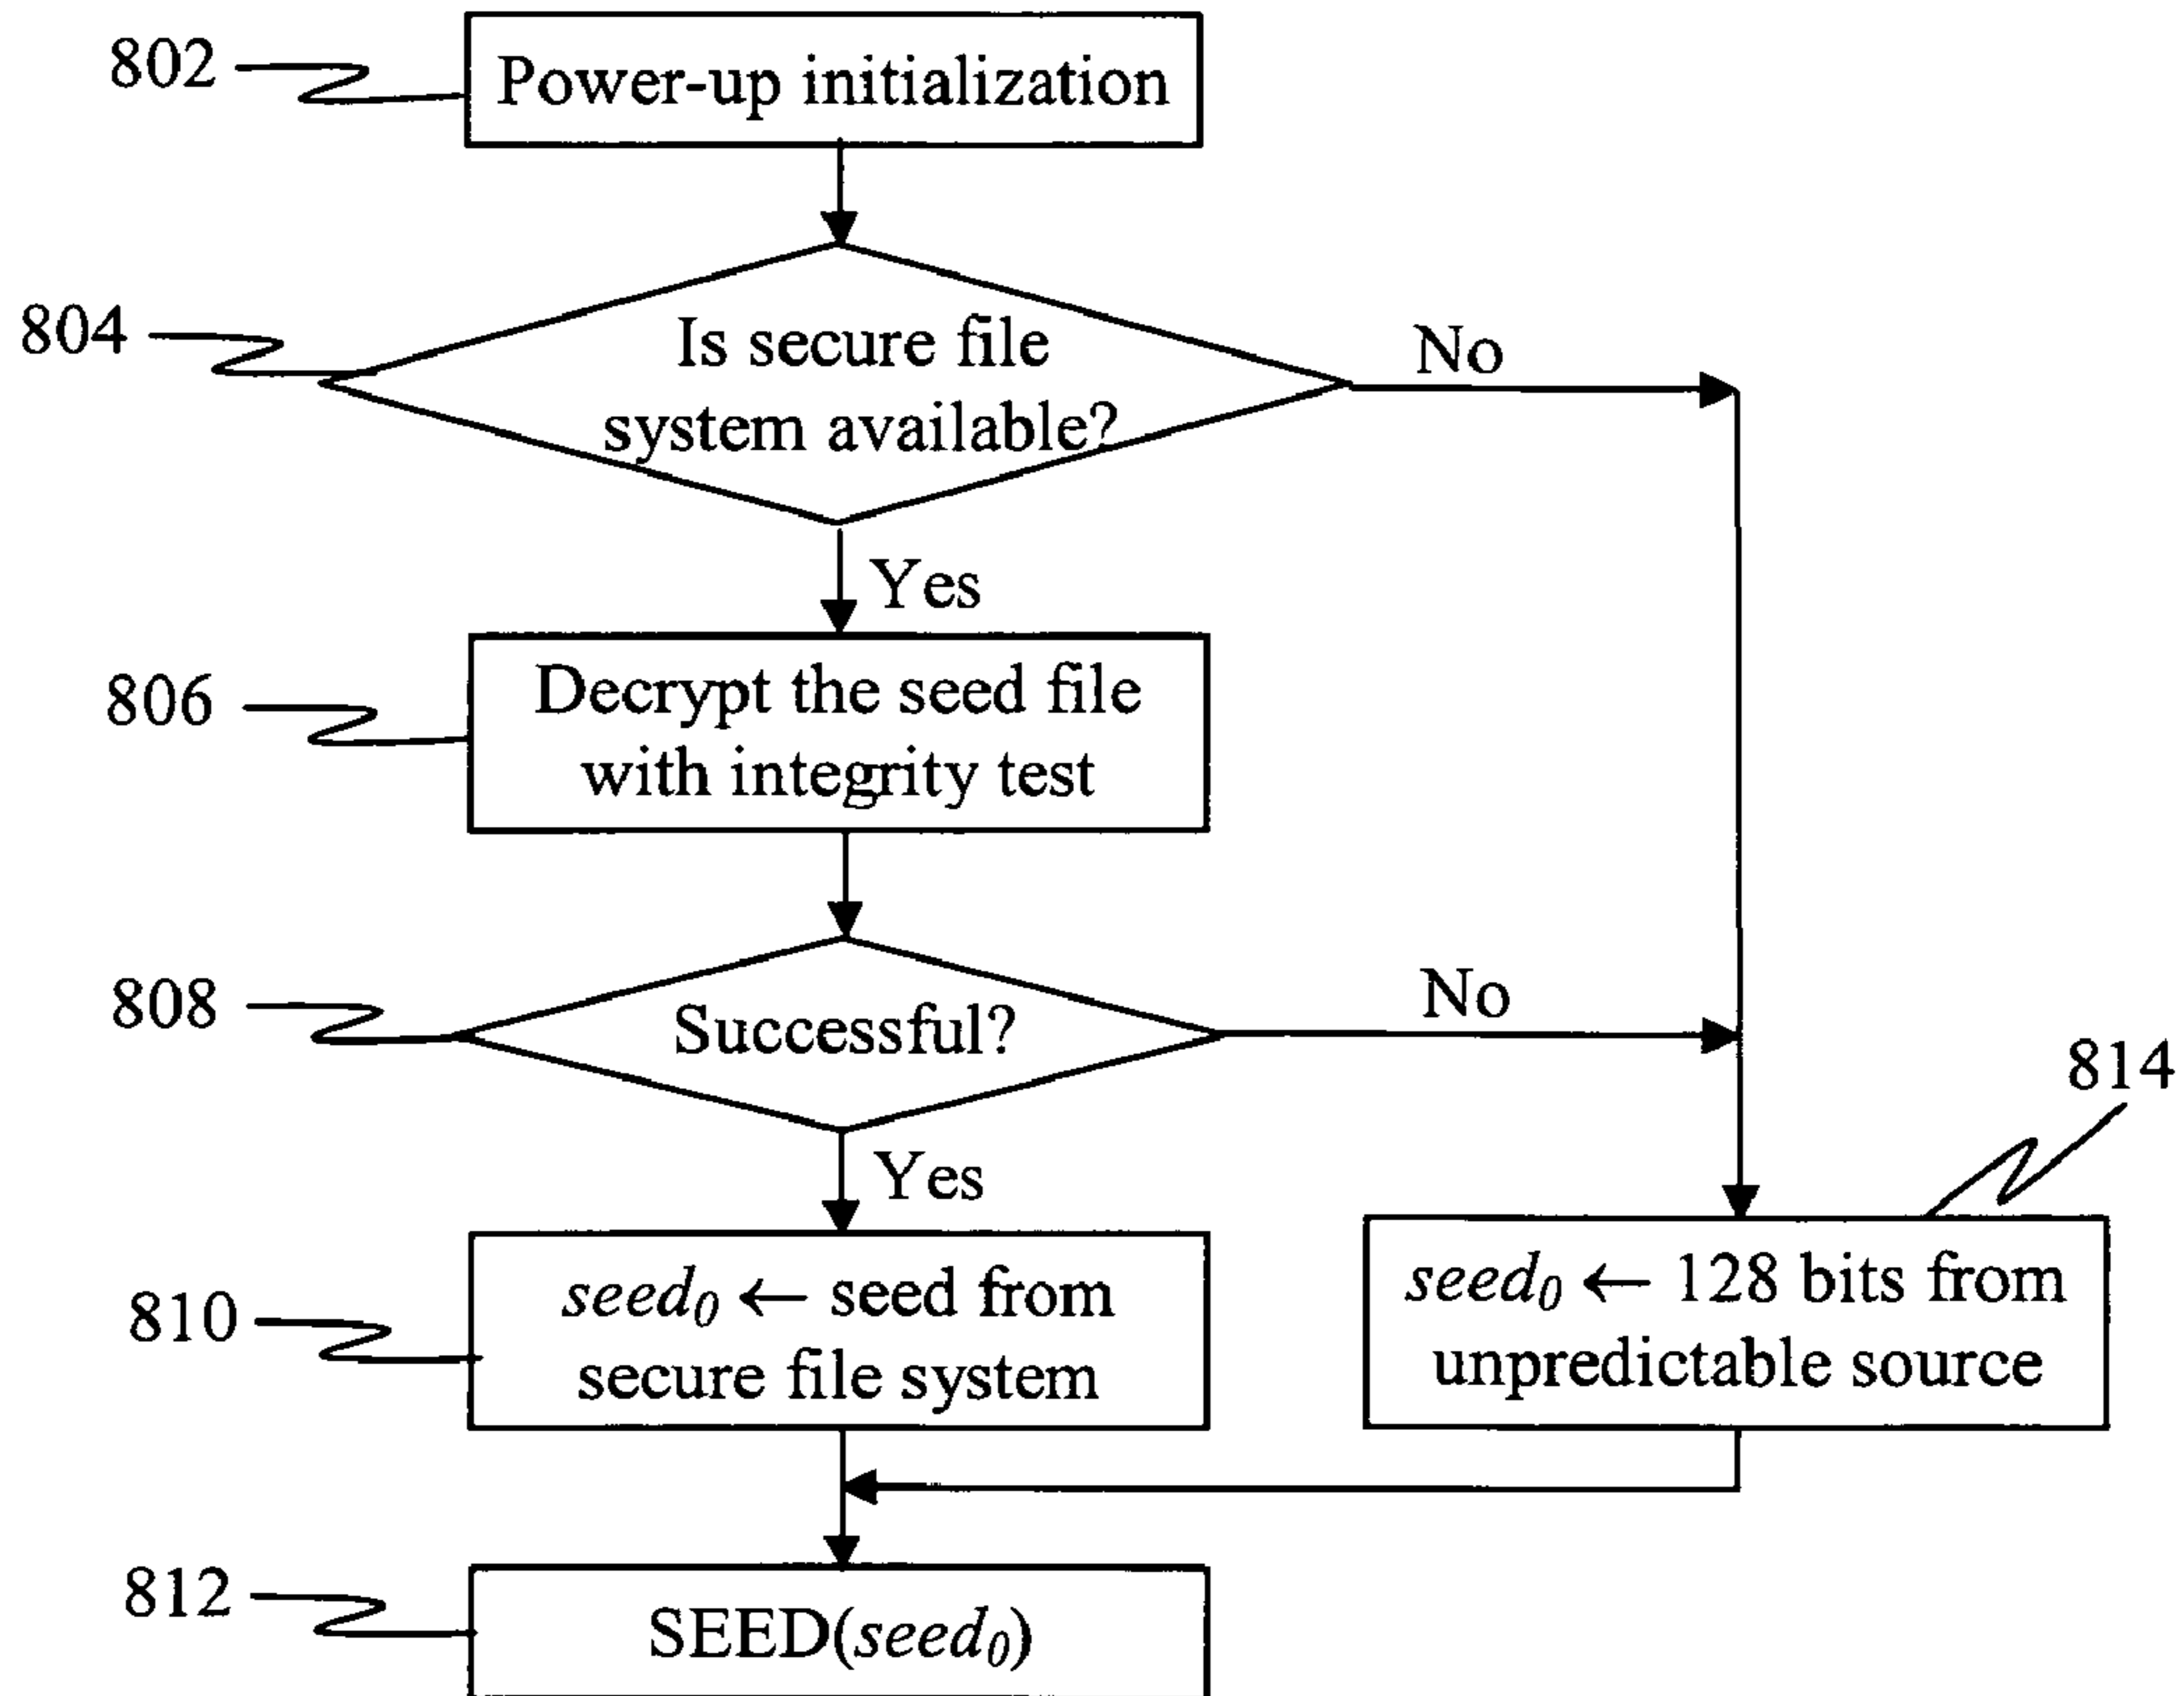 802
Power-up initialization
804
Is secure file
system available?
No
Yes
806
Decrypt the seed file
with integrity test
808
Successful?
No
814
Yes
810
seed₀ ← seed from
secure file system
seed₀ ← 128 bits from
unpredictable source
812
SEED(seed₀)